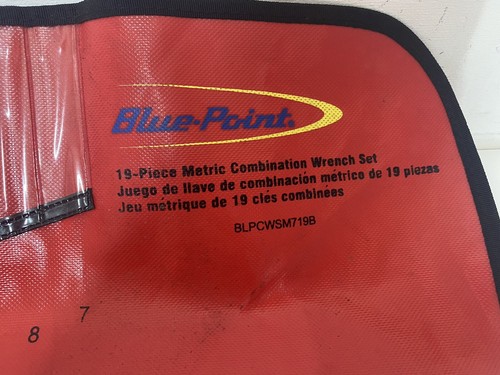 Blue-Point®
19-Piece Metric Combination Wrench Set
Juego de llave de combinación métrico de 19 piezas
Jeu métrique de 19 clés combinées
BLPCWSM719B
7
8